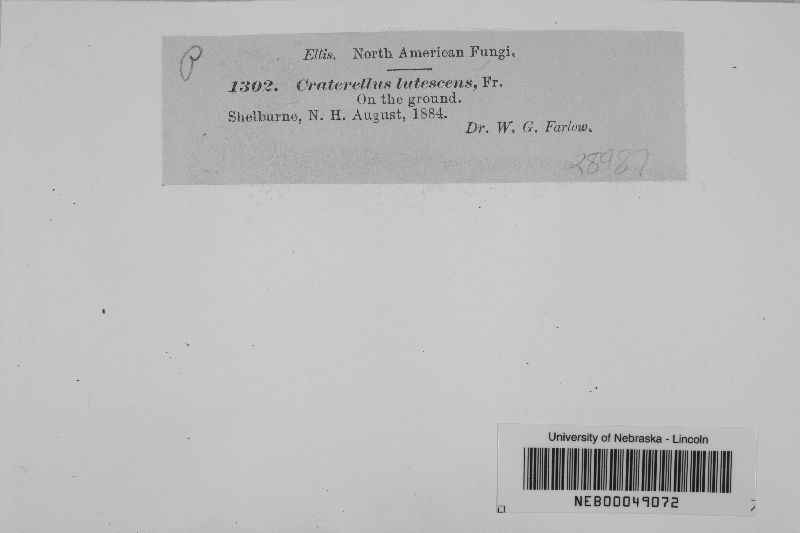 P
Ellis. North American Fungi.
1302. Craterellus lutescens, Fr.
On the ground.
Shelburne, N. H. August, 1884.
Dr. W. G. Farlow.
28987
University of Nebraska - Lincoln
NEB00049072